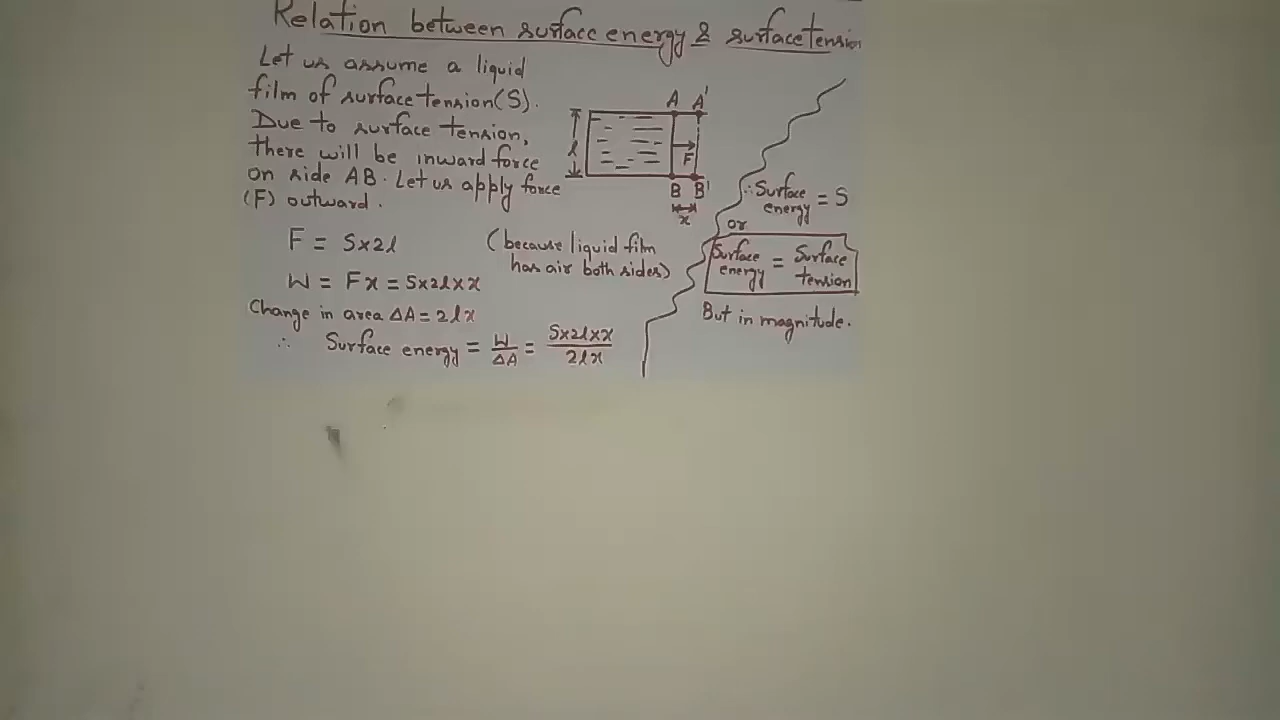 Relation between surface energy & surface tension
Let us assume a liquid
film of surface tension(S).
Due to surface tension,
there will be inward force
on side AB. Let us apply force
(F) outward.
A A'
l
F
B B'
x
F = S×2l (because liquid film
has air both sides)
W = Fx = S×2l×x
Change in area ΔA = 2lx
∴ Surface energy = W/ΔA = S×2l×x/2lx
∴ Surface energy = S
or
Surface energy = Surface tension
But in magnitude.